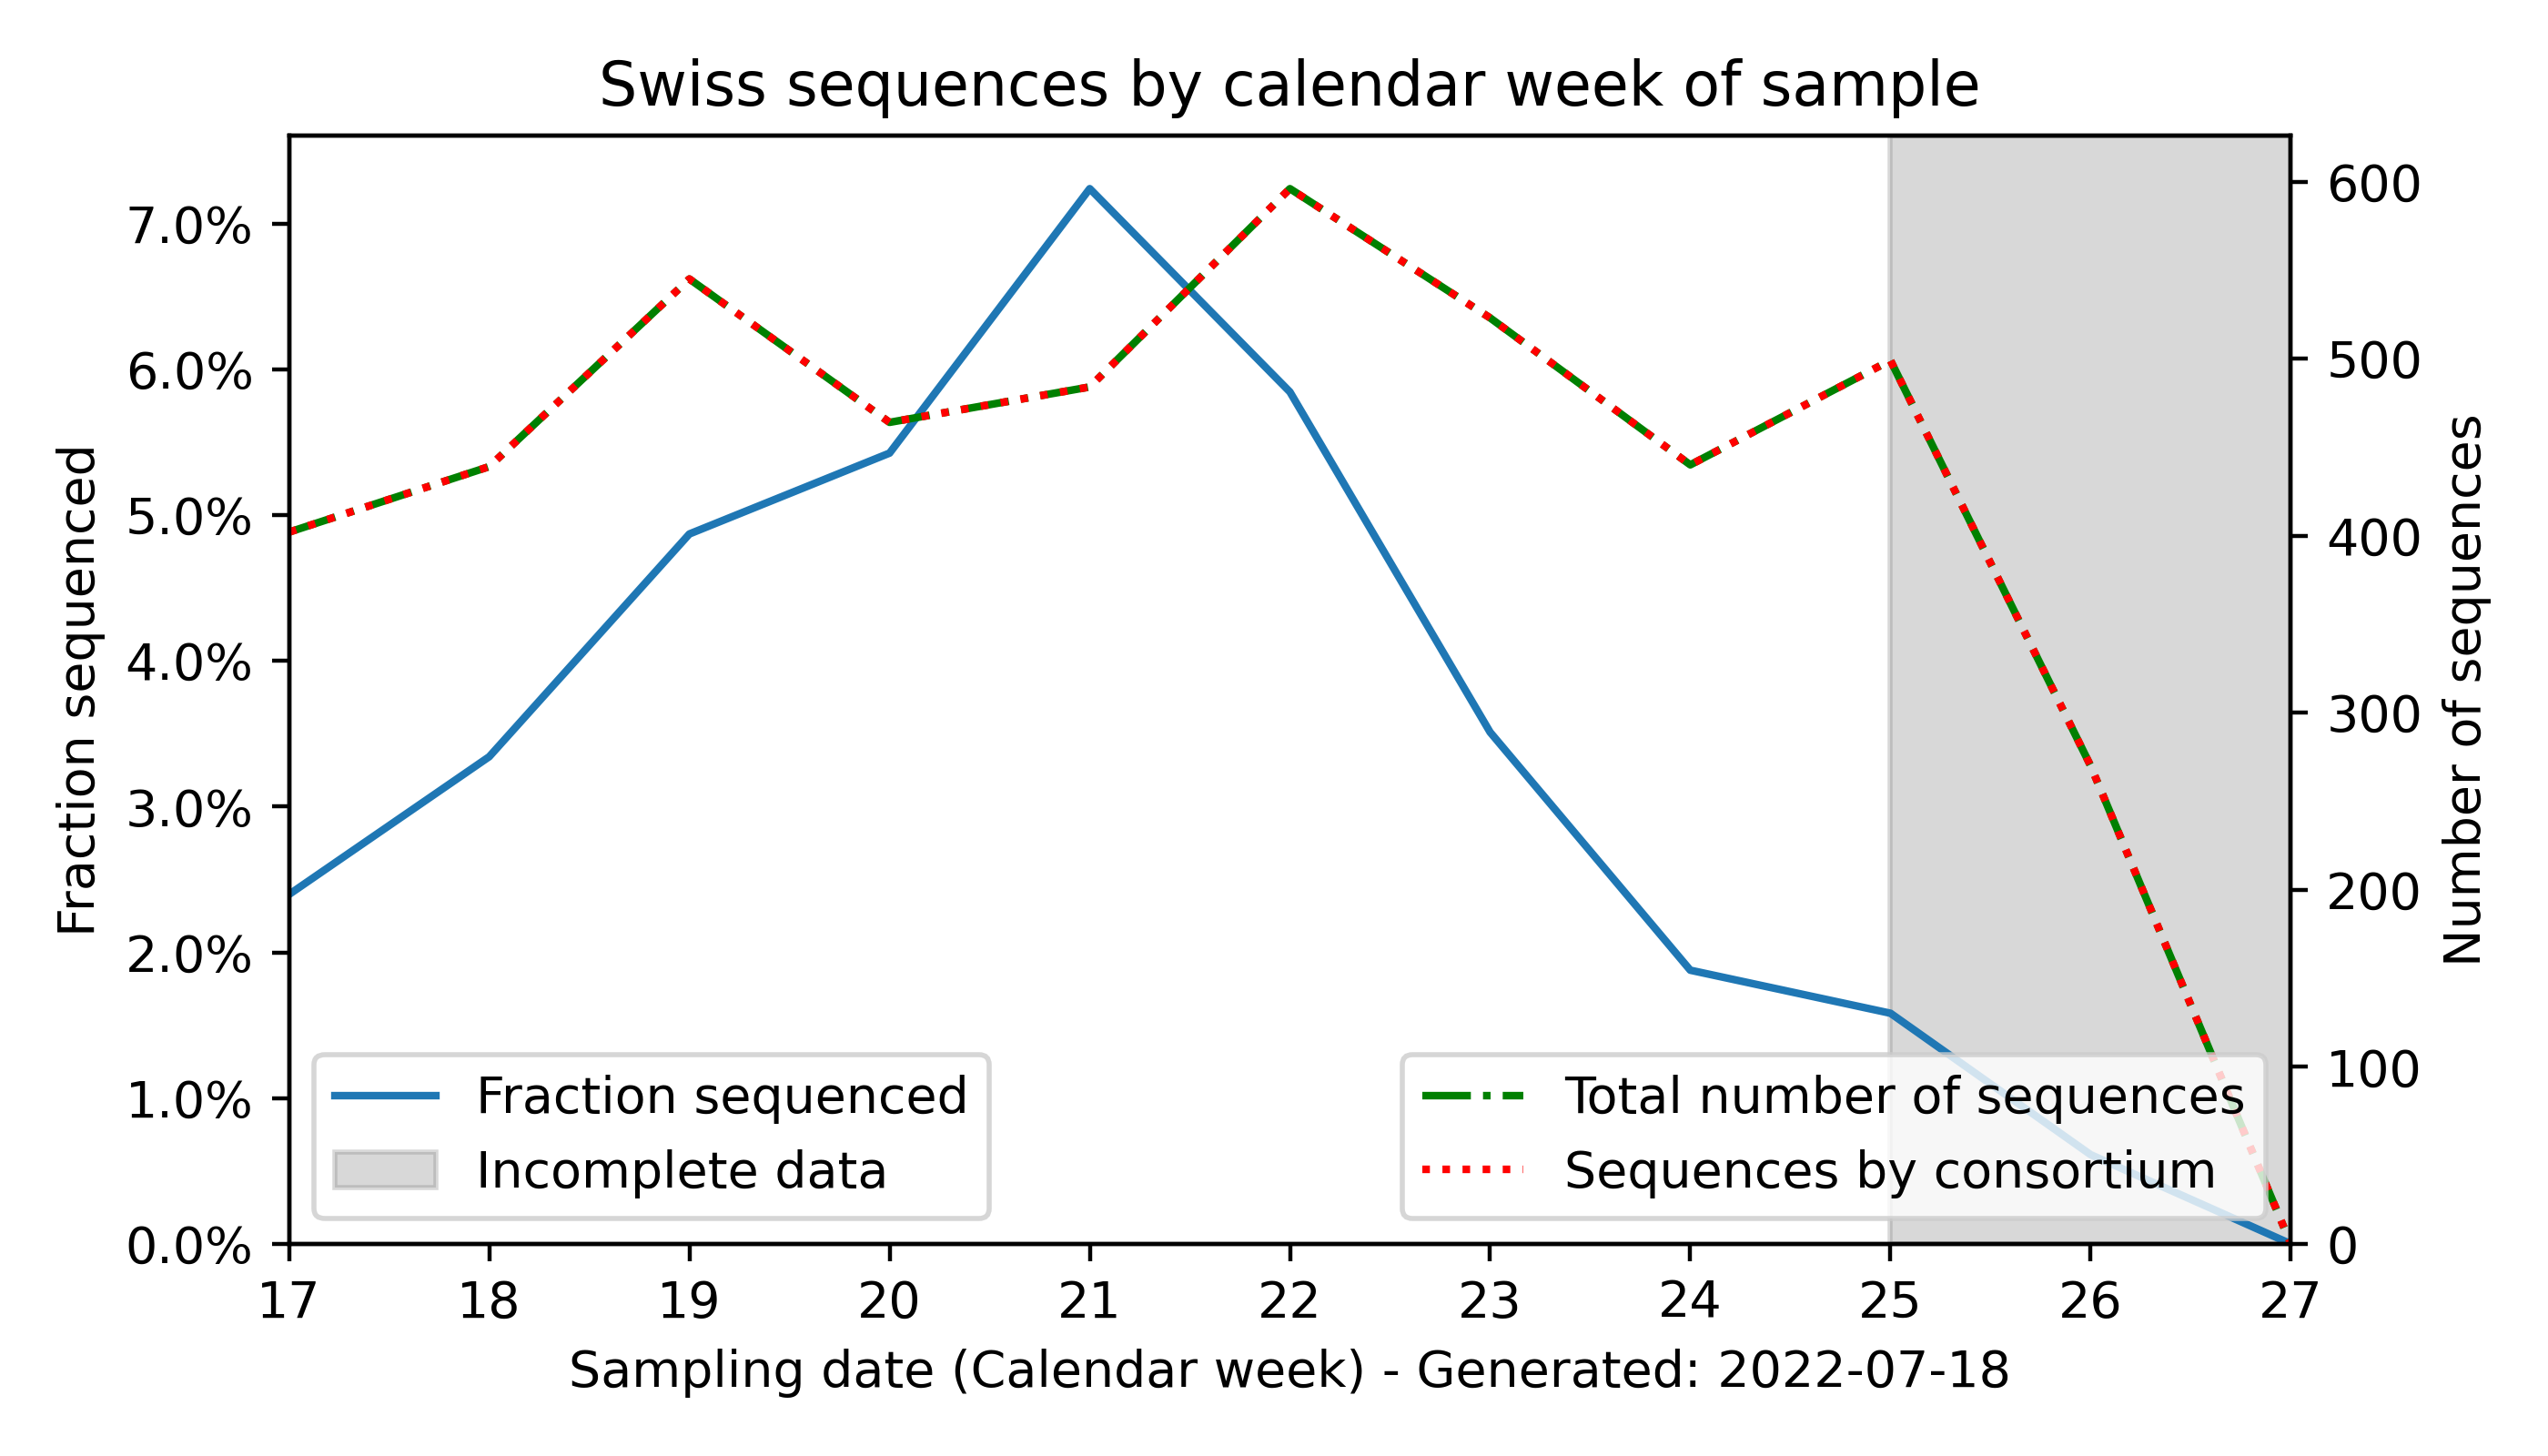 Swiss sequences by calendar week of sample
7.0%
6.0%
5.0%
4.0%
3.0%
2.0%
1.0%
0.0%
Fraction sequenced
600
500
400
300
200
100
0
Number of sequences
Fraction sequenced
Incomplete data
Total number of sequences
Sequences by consortium
17 18 19 20 21 22 23 24 25 26 27
Sampling date (Calendar week) - Generated: 2022-07-18